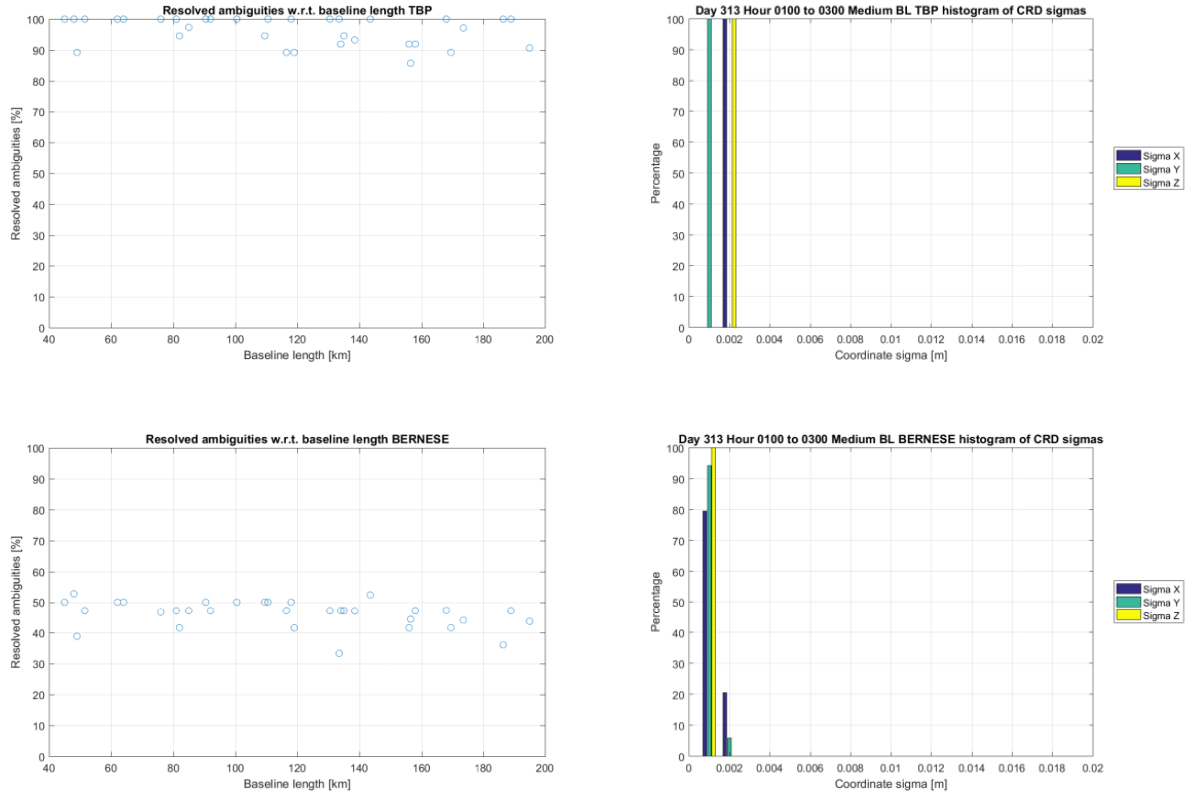 Resolved ambiguities w.r.t. baseline length TBP
100
90
80
70
60
50
40
30
20
10
0
Resolved ambiguities [%]
40 60 80 100 120 140 160 180 200
Baseline length [km]
Day 313 Hour 0100 to 0300 Medium BL TBP histogram of CRD sigmas
100
90
80
70
60
50
40
30
20
10
0
Percentage
0 0.002 0.004 0.006 0.008 0.01 0.012 0.014 0.016 0.018 0.02
Coordinate sigma [m]
Sigma X
Sigma Y
Sigma Z
Resolved ambiguities w.r.t. baseline length BERNESE
100
90
80
70
60
50
40
30
20
10
0
Resolved ambiguities [%]
40 60 80 100 120 140 160 180 200
Baseline length [km]
Day 313 Hour 0100 to 0300 Medium BL BERNESE histogram of CRD sigmas
100
90
80
70
60
50
40
30
20
10
0
Percentage
0 0.002 0.004 0.006 0.008 0.01 0.012 0.014 0.016 0.018 0.02
Coordinate sigma [m]
Sigma X
Sigma Y
Sigma Z